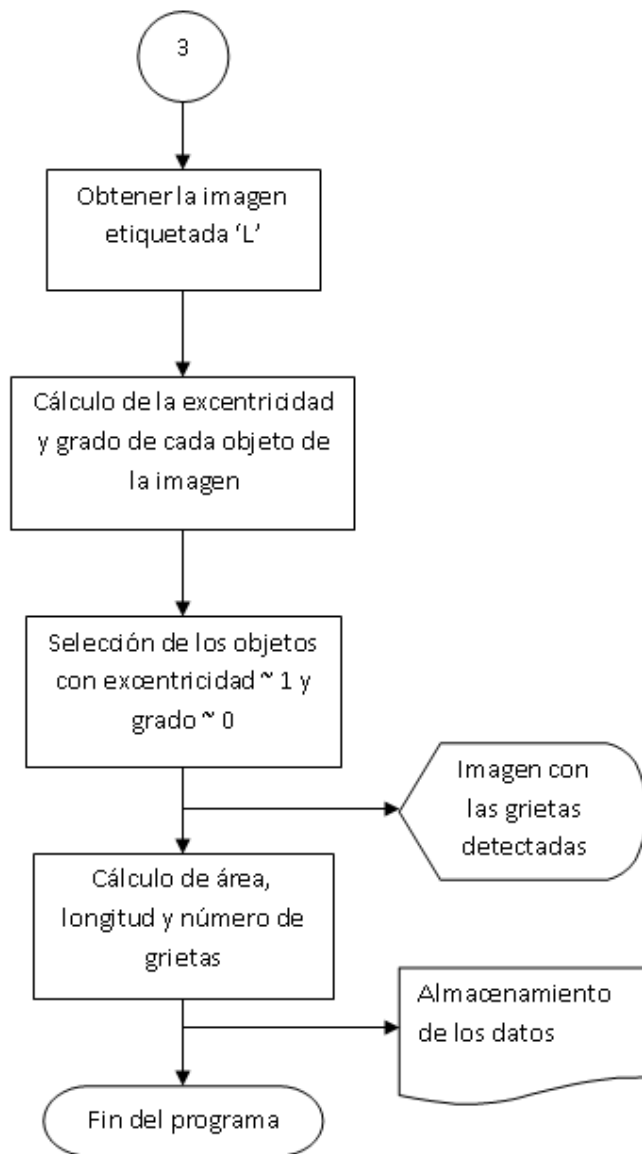 3
Obtener la imagen
etiquetada ‘L’
Cálculo de la excentricidad
y grado de cada objeto de
la imagen
Selección de los objetos
con excentricidad ~ 1 y
grado ~ 0
Imagen con
las grietas
detectadas
Cálculo de área,
longitud y número de
grietas
Almacenamiento
de los datos
Fin del programa